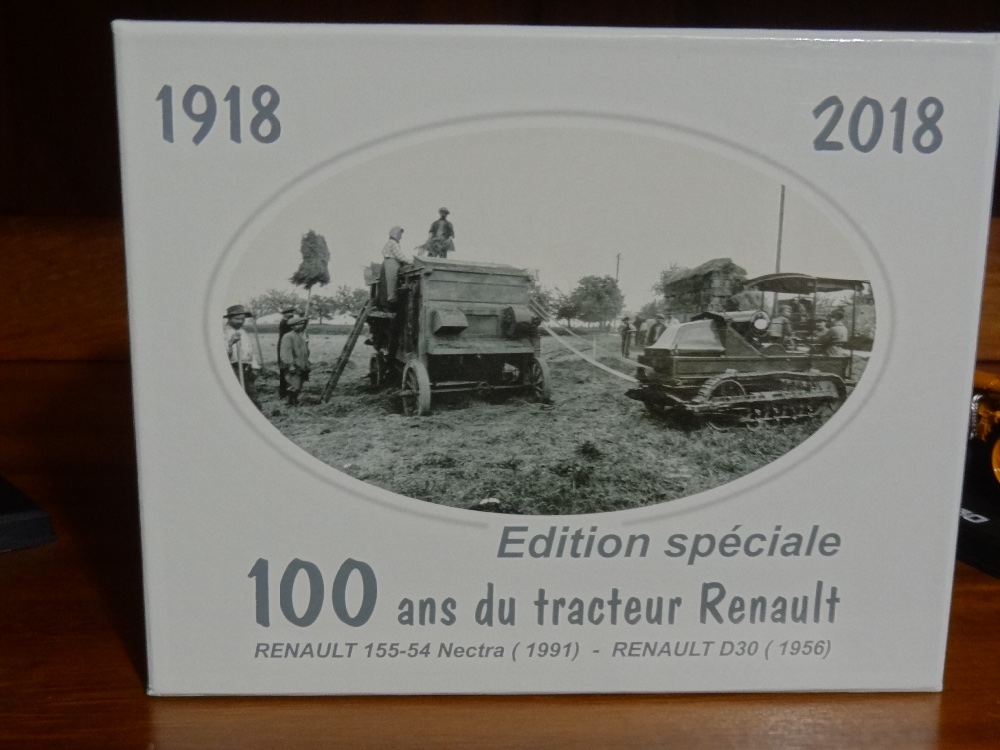 1918
2018
Edition spéciale
100 ans du tracteur Renault
RENAULT 155-54 Nectra ( 1991) - RENAULT D30 ( 1956)